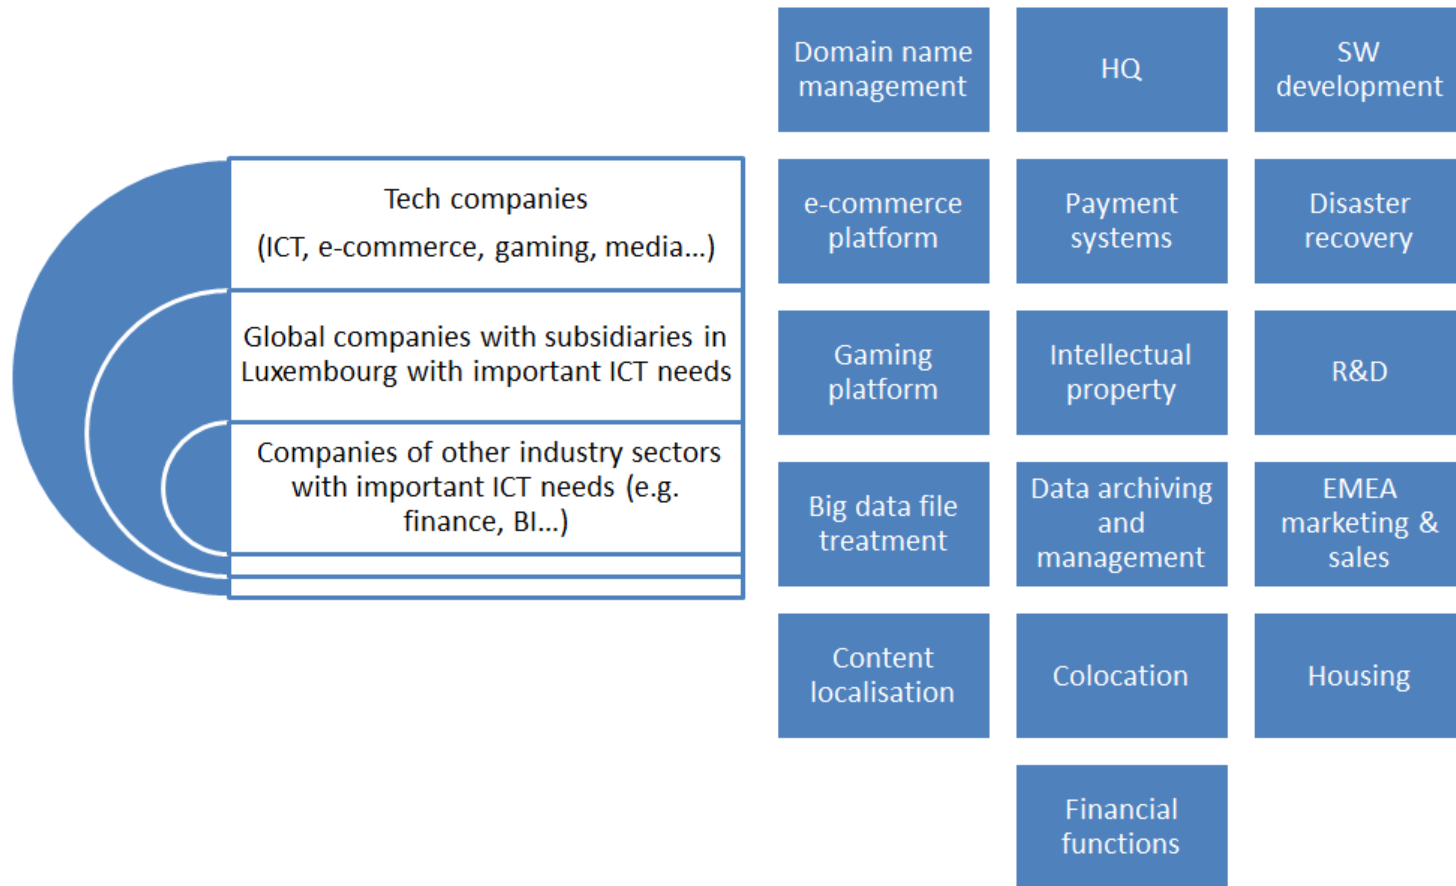 Tech companies
(ICT, e-commerce, gaming, media...)
Global companies with subsidiaries in
Luxembourg with important ICT needs
Companies of other industry sectors
with important ICT needs (e.g.
finance, BI...)
Domain name
management
HQ
SW
development
e-commerce
platform
Payment
systems
Disaster
recovery
Gaming
platform
Intellectual
property
R&D
Big data file
treatment
Data archiving
and
management
EMEA
marketing &
sales
Content
localisation
Colocation
Housing
Financial
functions